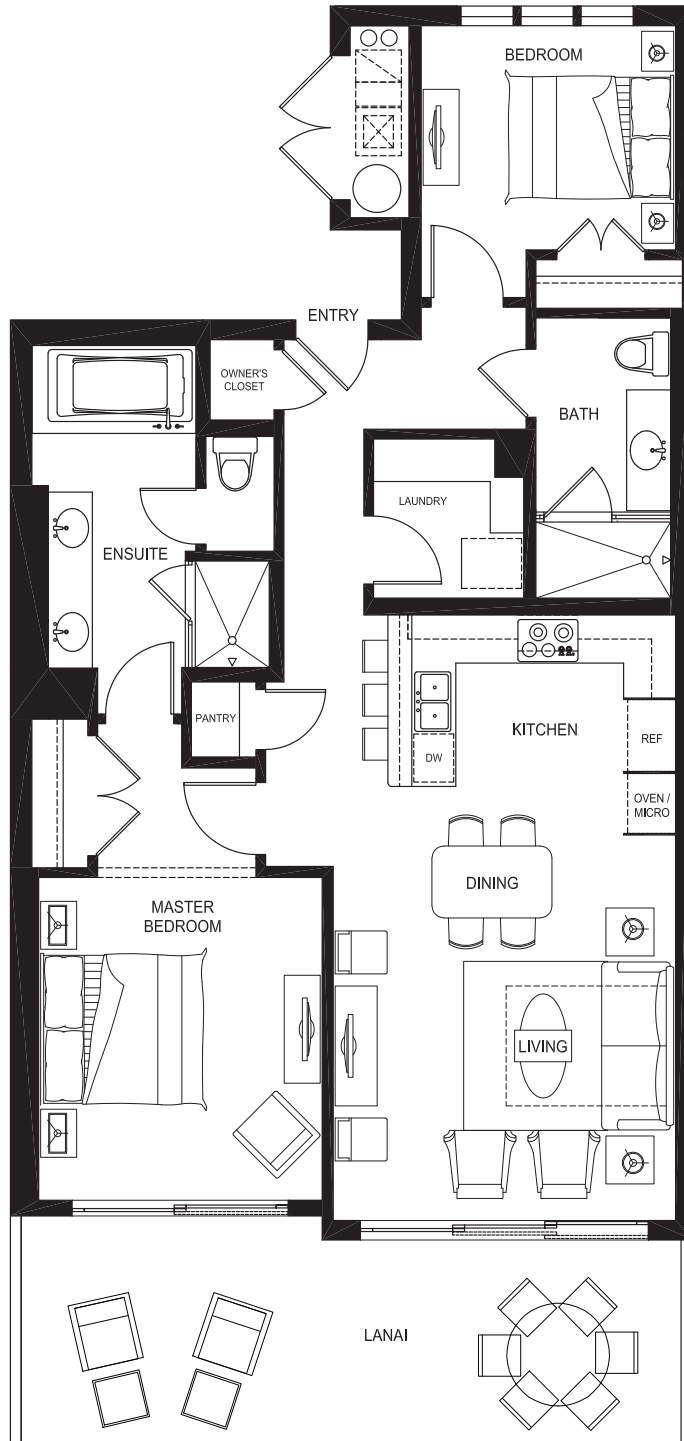 BEDROOM
ENTRY
OWNER'S
CLOSET
BATH
LAUNDRY
ENSUITE
PANTRY
KITCHEN
REF
DW
OVEN /
MICRO
DINING
MASTER
BEDROOM
LIVING
LANAI